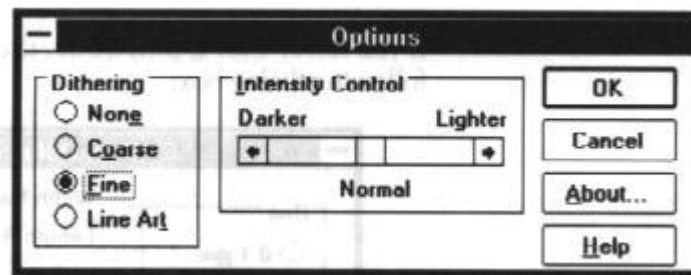 Options
Dithering
None
Coarse
Fine
Line Art
Intensity Control
Darker Lighter
Normal
OK
Cancel
About...
Help